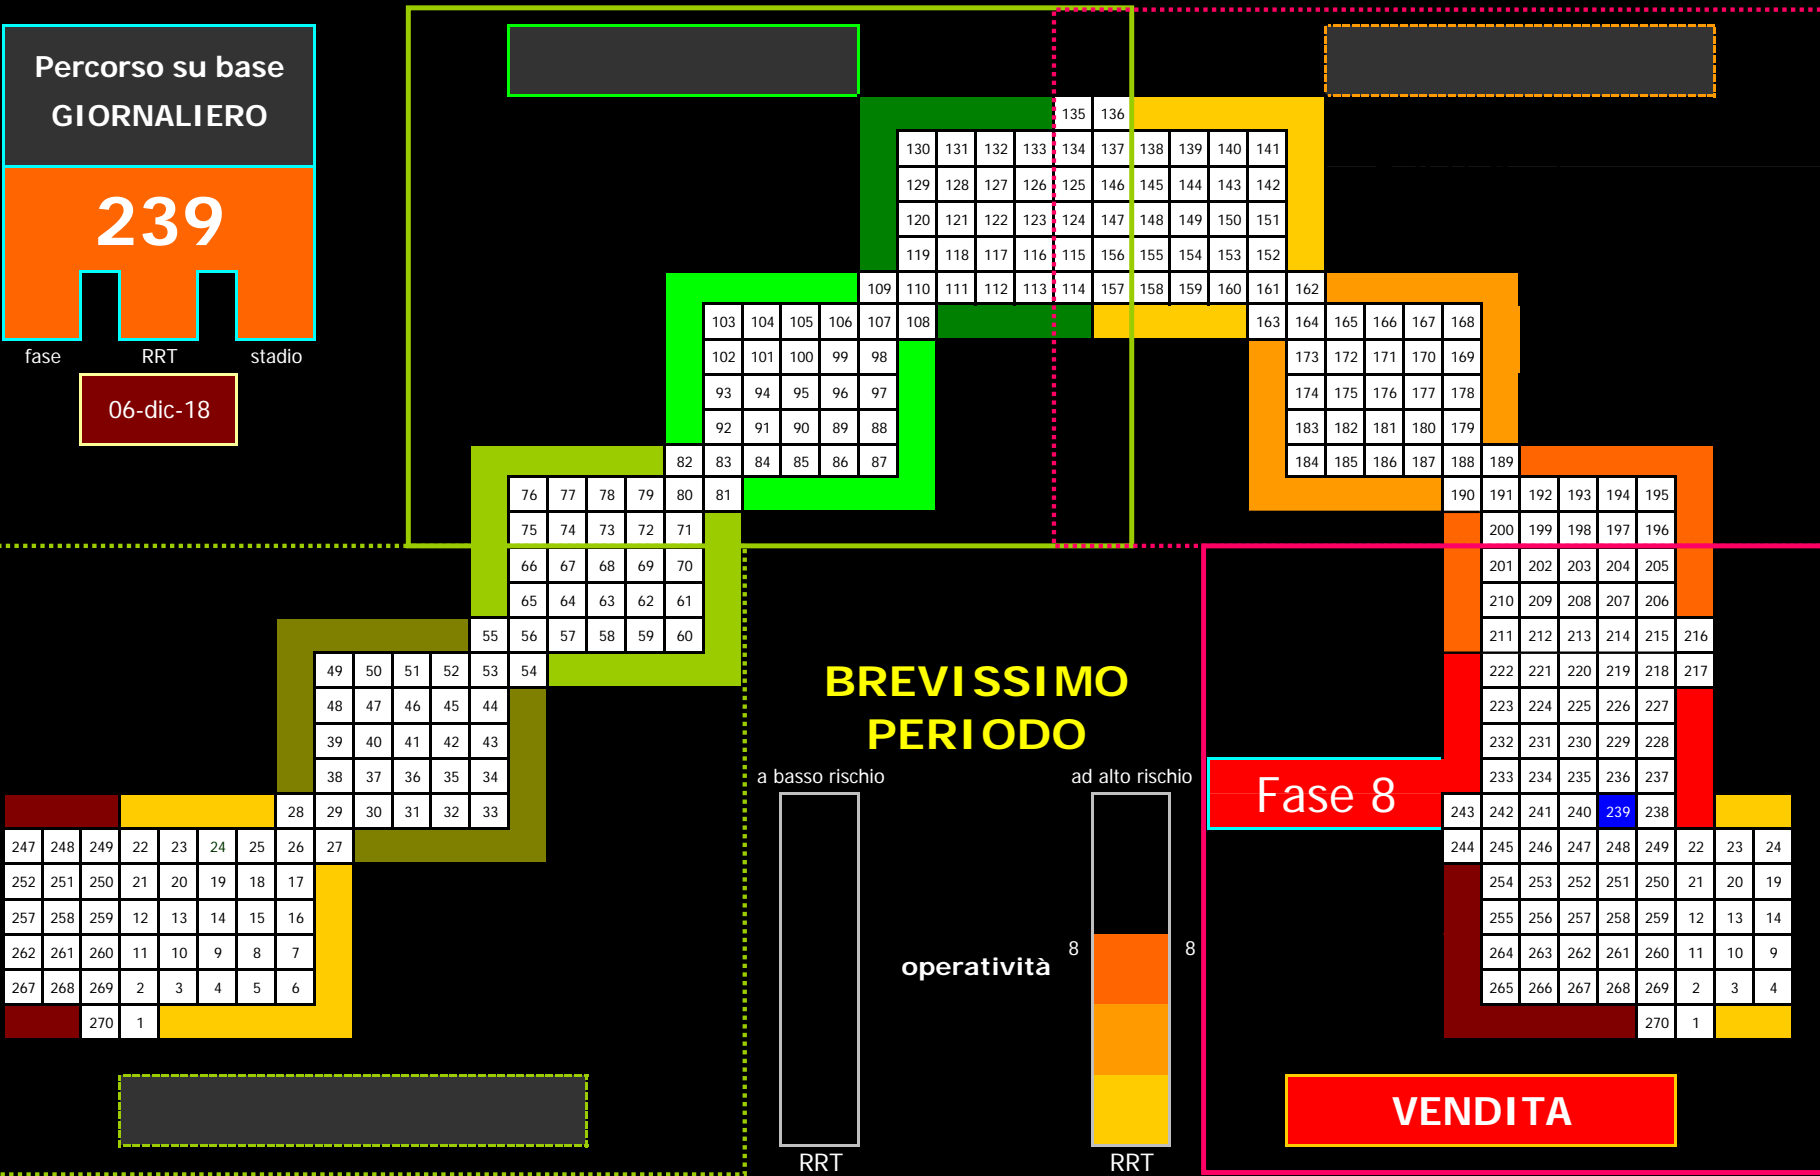 Percorso su base
GIORNALIERO
239
fase RRT stadio
06-dic-18
135 136
130 131 132 133 134 137 138 139 140 141
129 128 127 126 125 146 145 144 143 142
120 121 122 123 124 147 148 149 150 151
119 118 117 116 115 156 155 154 153 152
109 110 111 112 113 114 157 158 159 160 161 162
103 104 105 106 107 108 163 164 165 166 167 168
102 101 100 99 98 173 172 171 170 169
93 94 95 96 97 174 175 176 177 178
92 91 90 89 88 183 182 181 180 179
82 83 84 85 86 87 184 185 186 187 188 189
76 77 78 79 80 81 190 191 192 193 194 195
75 74 73 72 71 200 199 198 197 196
66 67 68 69 70 201 202 203 204 205
65 64 63 62 61 210 209 208 207 206
55 56 57 58 59 60 211 212 213 214 215 216
49 50 51 52 53 54 222 221 220 219 218 217
48 47 46 45 44 223 224 225 226 227
39 40 41 42 43 232 231 230 229 228
38 37 36 35 34 233 234 235 236 237
28 29 30 31 32 33 243 242 241 240 239 238
247 248 249 22 23 24 25 26 27 244 245 246 247 248 249 22 23 24
252 251 250 21 20 19 18 17 254 253 252 251 250 21 20 19
257 258 259 12 13 14 15 16 255 256 257 258 259 12 13 14
262 261 260 11 10 9 8 7 264 263 262 261 260 11 10 9
267 268 269 2 3 4 5 6 265 266 267 268 269 2 3 4
270 1 270 1
BREVISSIMO
PERIODO
a basso rischio ad alto rischio
Fase 8
8 8
operatività
RRT RRT
VENDITA